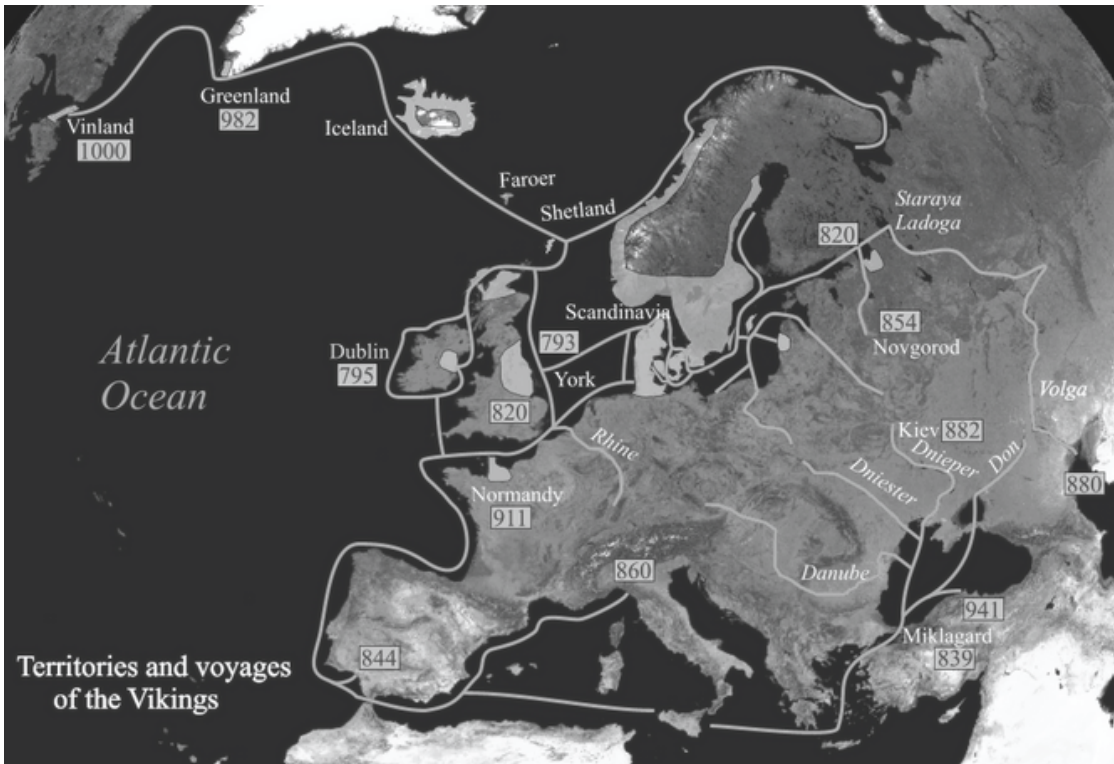 Greenland
982
Vinland
1000
Iceland
Faroer
Shetland
Staraya
Ladoga
820
Scandinavia
854
Novgorod
793
Dublin
795
York
Atlantic
Ocean
820
Volga
Rhine
Kiev 882
Dnieper
Don
Dniester
880
Normandy
911
860
Danube
941
Miklagard
839
844
Territories and voyages
of the Vikings